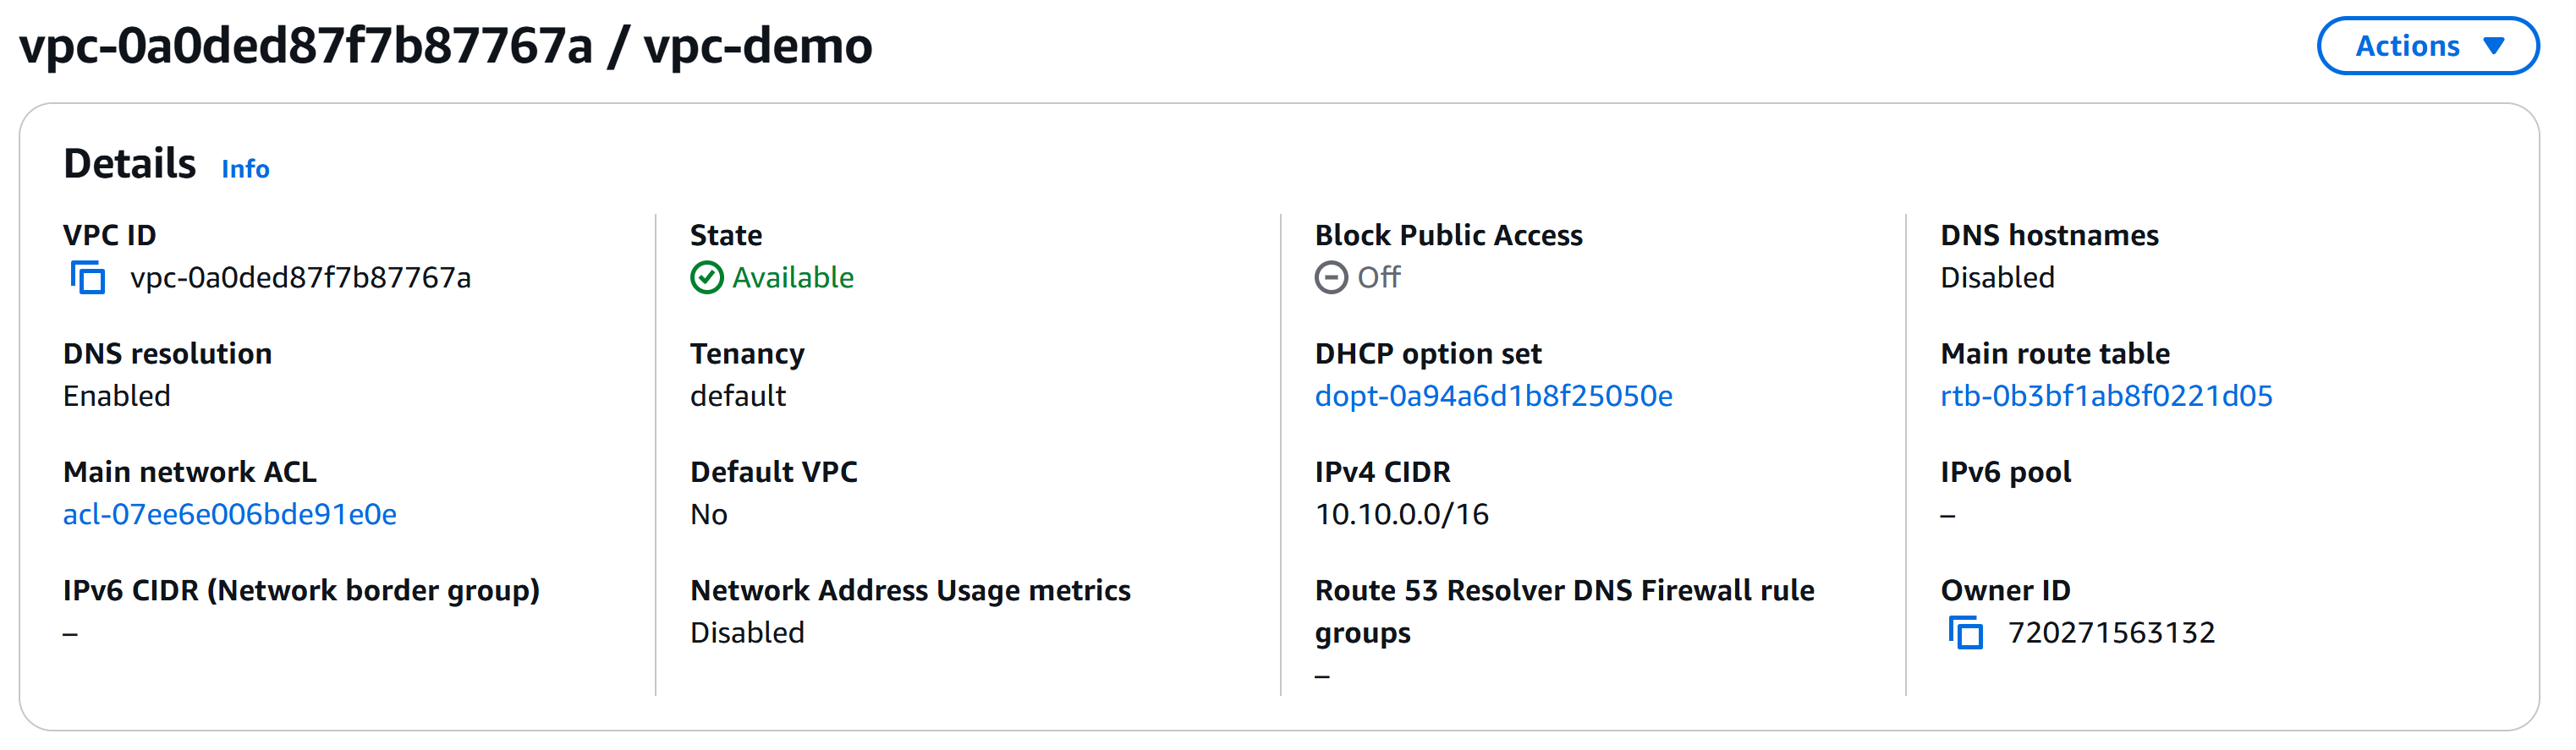 vpc-0a0ded87f7b87767a / vpc-demo
Actions
Details Info
VPC ID
vpc-0a0ded87f7b87767a
State
Available
Block Public Access
Off
DNS hostnames
Disabled
DNS resolution
Enabled
Tenancy
default
DHCP option set
dopt-0a94a6d1b8f25050e
Main route table
rtb-0b3bf1ab8f0221d05
Main network ACL
acl-07ee6e006bde91e0e
Default VPC
No
IPv4 CIDR
10.10.0.0/16
IPv6 pool
–
IPv6 CIDR (Network border group)
–
Network Address Usage metrics
Disabled
Route 53 Resolver DNS Firewall rule
groups
–
Owner ID
720271563132